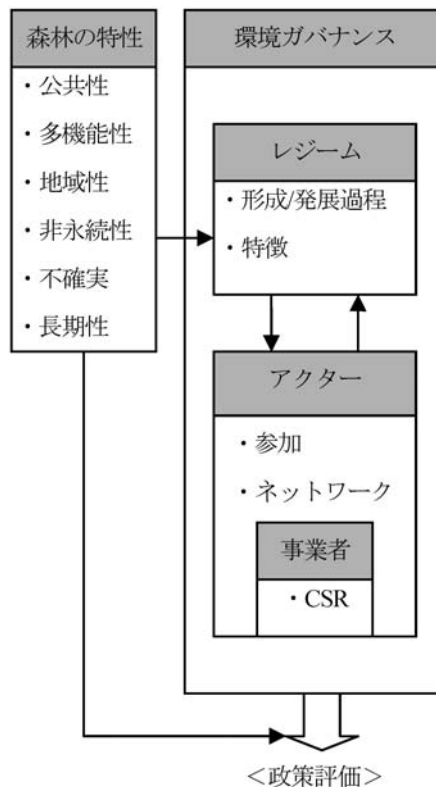 森林の特性
・公共性
・多機能性
・地域性
・非永続性
・不確実
・長期性
環境ガバナンス
レジーム
・形成/発展過程
・特徴
アクター
・参加
・ネットワーク
事業者
・CSR
＜政策評価＞